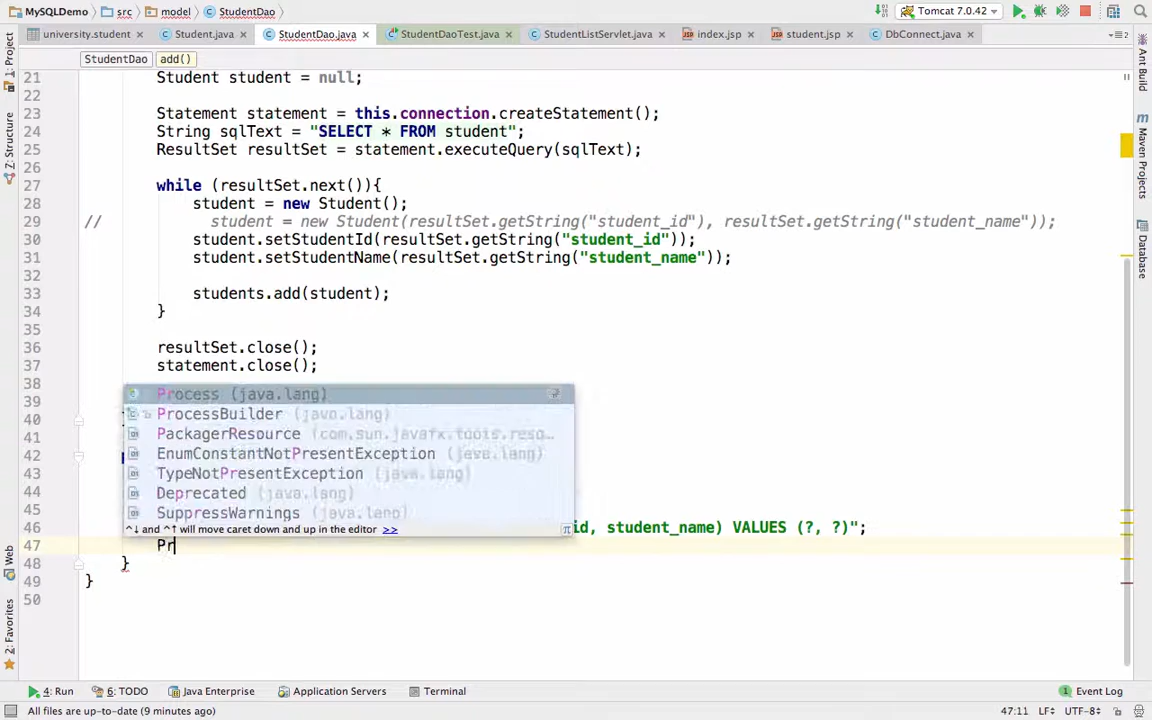 MySQLDemo src model StudentDao Tomcat 7.0.42
university.student Student.java StudentDao.java StudentDaoTest.java StudentListServlet.java index.jsp student.jsp DbConnect.java
StudentDao add()
21 Student student = null;
22
23 Statement statement = this.connection.createStatement();
24 String sqlText = "SELECT * FROM student";
25 ResultSet resultSet = statement.executeQuery(sqlText);
26
27 while (resultSet.next()){
28 student = new Student();
29 // student = new Student(resultSet.getString("student_id"), resultSet.getString("student_name"));
30 student.setStudentId(resultSet.getString("student_id"));
31 student.setStudentName(resultSet.getString("student_name"));
32
33 students.add(student);
34 }
35
36 resultSet.close();
37 statement.close();
38
39 Process (java.lang)
40 ProcessBuilder (java.lang)
41 PackagerResource (com.sun.javafx.tools.reso...
42 EnumConstantNotPresentException (java.lang)
43 TypeNotPresentException (java.lang)
44 Deprecated (java.lang)
45 SuppressWarnings (java.lang)
^↓ and ^↑ will move caret down and up in the editor >>
46 id, student_name) VALUES (?, ?)";
47 Pr
48 }
49 }
50
1: Project
7: Structure
Web
2: Favorites
Ant Build
Maven Projects
Database
4: Run 6: TODO Java Enterprise Application Servers Terminal 1 Event Log
All files are up-to-date (9 minutes ago) 47:11 LF UTF-8